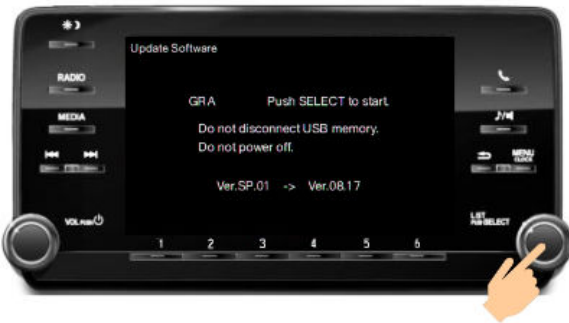 Update Software
RADIO
GRA Push SELECT to start.
MEDIA
Do not disconnect USB memory.
Do not power off.
MENU
CLOCK
Ver.SP.01 -> Ver.08.17
VOL PUSH
LIST
PUSH SELECT
1 2 3 4 5 6